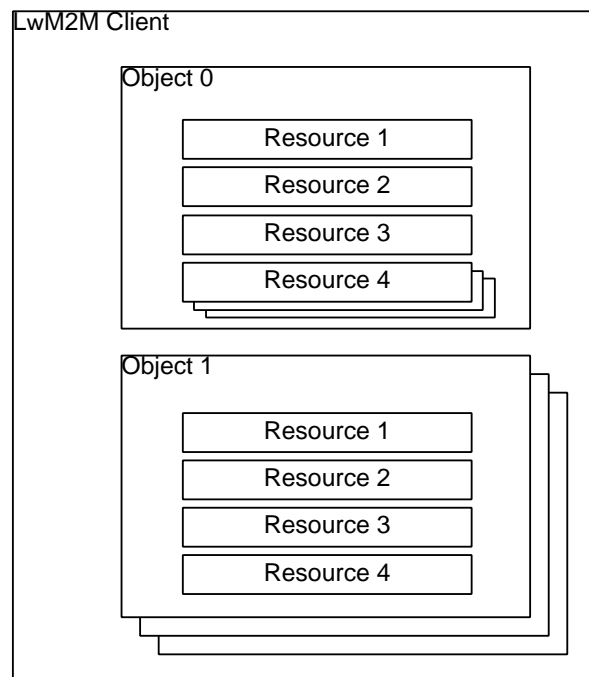 LwM2M Client
Object 0
Resource 1
Resource 2
Resource 3
Resource 4
Object 1
Resource 1
Resource 2
Resource 3
Resource 4